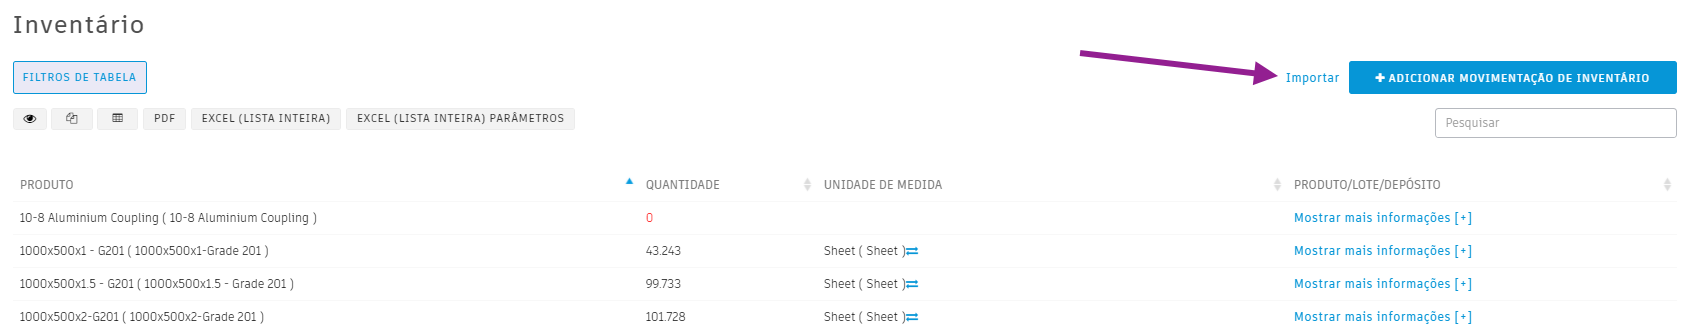 Inventário
FILTROS DE TABELA
Importar
ADICIONAR MOVIMENTAÇÃO DE INVENTÁRIO
PDF
EXCEL (LISTA INTEIRA)
EXCEL (LISTA INTEIRA) PARÂMETROS
Pesquisar
PRODUTO QUANTIDADE UNIDADE DE MEDIDA PRODUTO/LOTE/DEPÓSITO
10-8 Aluminium Coupling ( 10-8 Aluminium Coupling ) 0 Mostrar mais informações [+]
1000x500x1 - G201 ( 1000x500x1-Grade 201 ) 43.243 Sheet ( Sheet ) Mostrar mais informações [+]
1000x500x1.5 - G201 ( 1000x500x1.5 - Grade 201 ) 99.733 Sheet ( Sheet ) Mostrar mais informações [+]
1000x500x2-G201 ( 1000x500x2-Grade 201 ) 101.728 Sheet ( Sheet ) Mostrar mais informações [+]